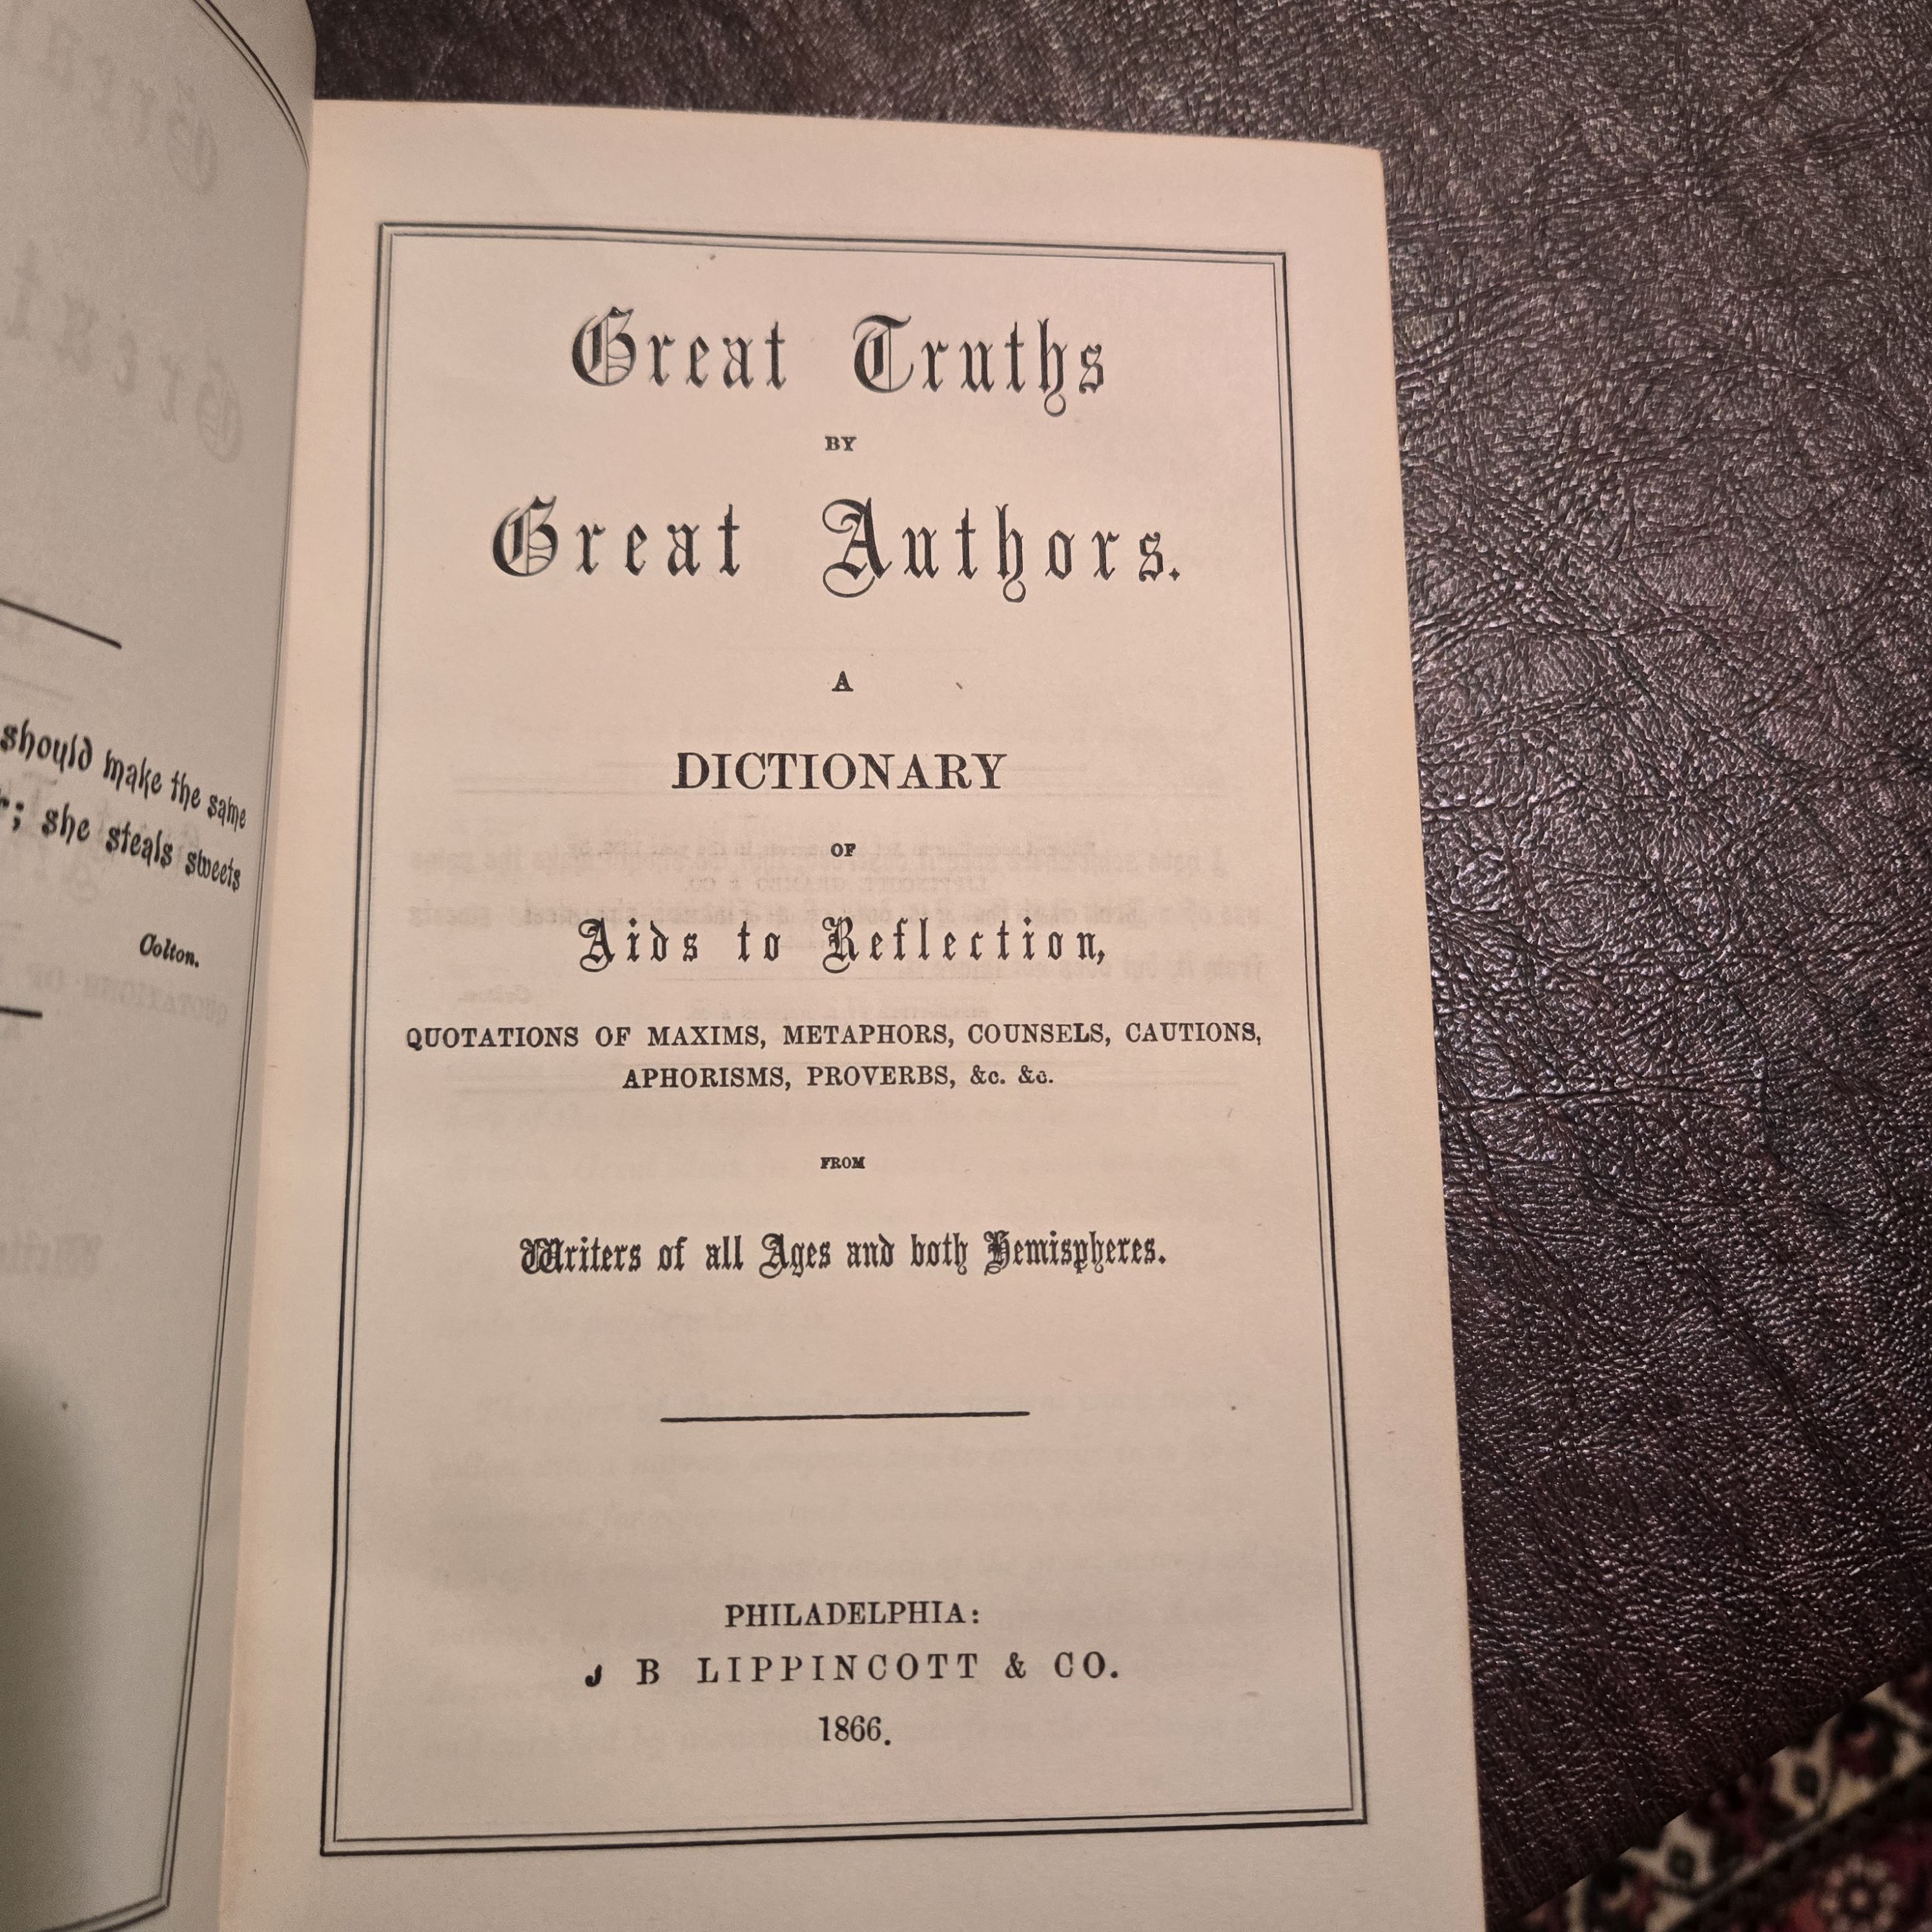 should make the same
; she steals sweets
Colton.
Great Truths
BY
Great Authors.
A
DICTIONARY
OF
Aids to Reflection,
QUOTATIONS OF MAXIMS, METAPHORS, COUNSELS, CAUTIONS,
APHORISMS, PROVERBS, &c. &c.
FROM
Writers of all Ages and both Hemispheres.
PHILADELPHIA:
J B LIPPINCOTT & CO.
1866.